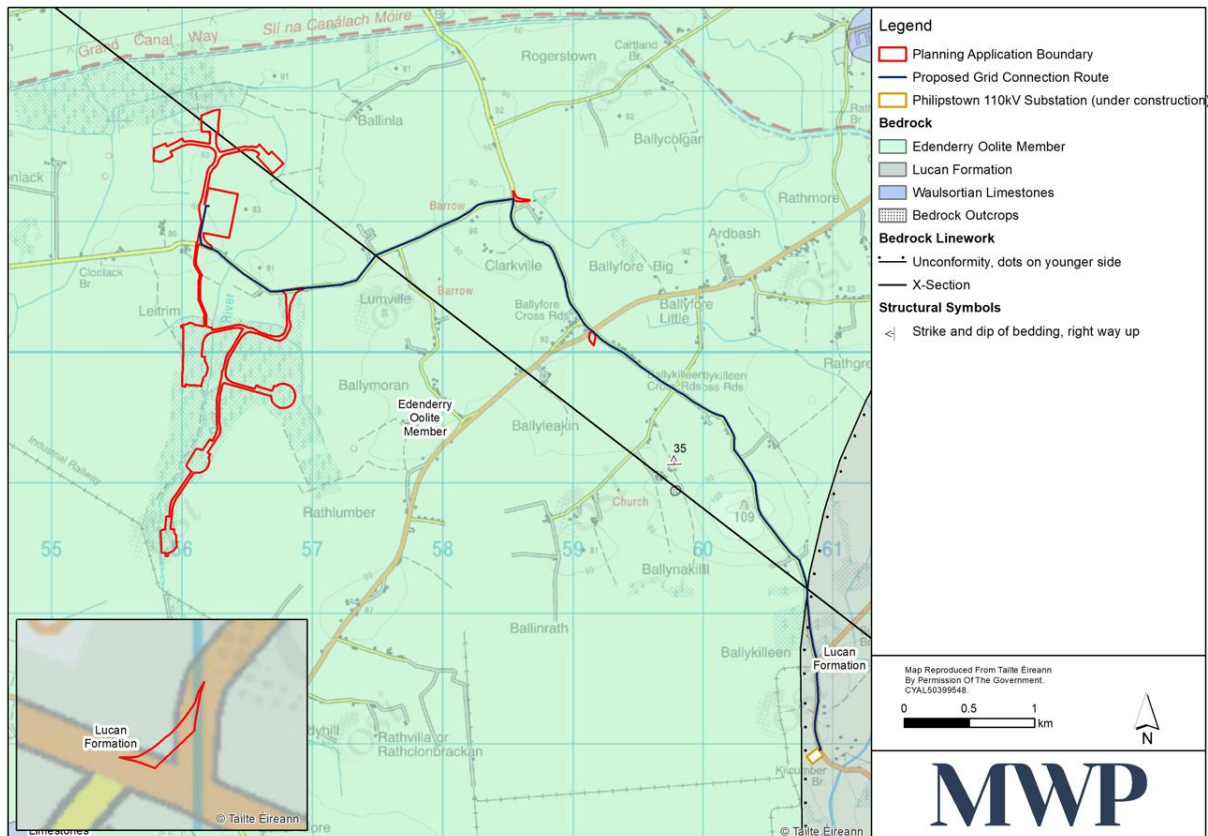 Slí na Canálach Móire
Grand Canal Way
Cartland
Br.
Rogerstown
Ballinla
Ballycolgar
Rathmore
Barrow
Ardbash
Clonlack
Br
Clarkville
Ballyfore Big
Leitrim
River
Lumville
Barrow
Ballyfore
Cross Rds
Ballyfore
Little
Ballymoran
Cross Rds
Edenderry
Oolite
Member
Ballyleakin
35
Industrial Railway
Church
Rathlumber
109
55
56
57
58
59
60
61
Ballynakilll
Ballinrath
Ballykilleen
Lucan
Formation
Rathvilla or
Rathclonbrackan
Kilcumber
Br.
Lucan
Formation
© Tailte Éireann
Limestones
© Tailte Éireann
Legend
Planning Application Boundary
Proposed Grid Connection Route
Philipstown 110kV Substation (under construction)
Bedrock
Edenderry Oolite Member
Lucan Formation
Waulsortian Limestones
Bedrock Outcrops
Bedrock Linework
Unconformity, dots on younger side
X-Section
Structural Symbols
Strike and dip of bedding, right way up
Map Reproduced From Tailte Éireann
By Permission Of The Government.
CYAL50399548.
0 0.5 1
km
N
MWP